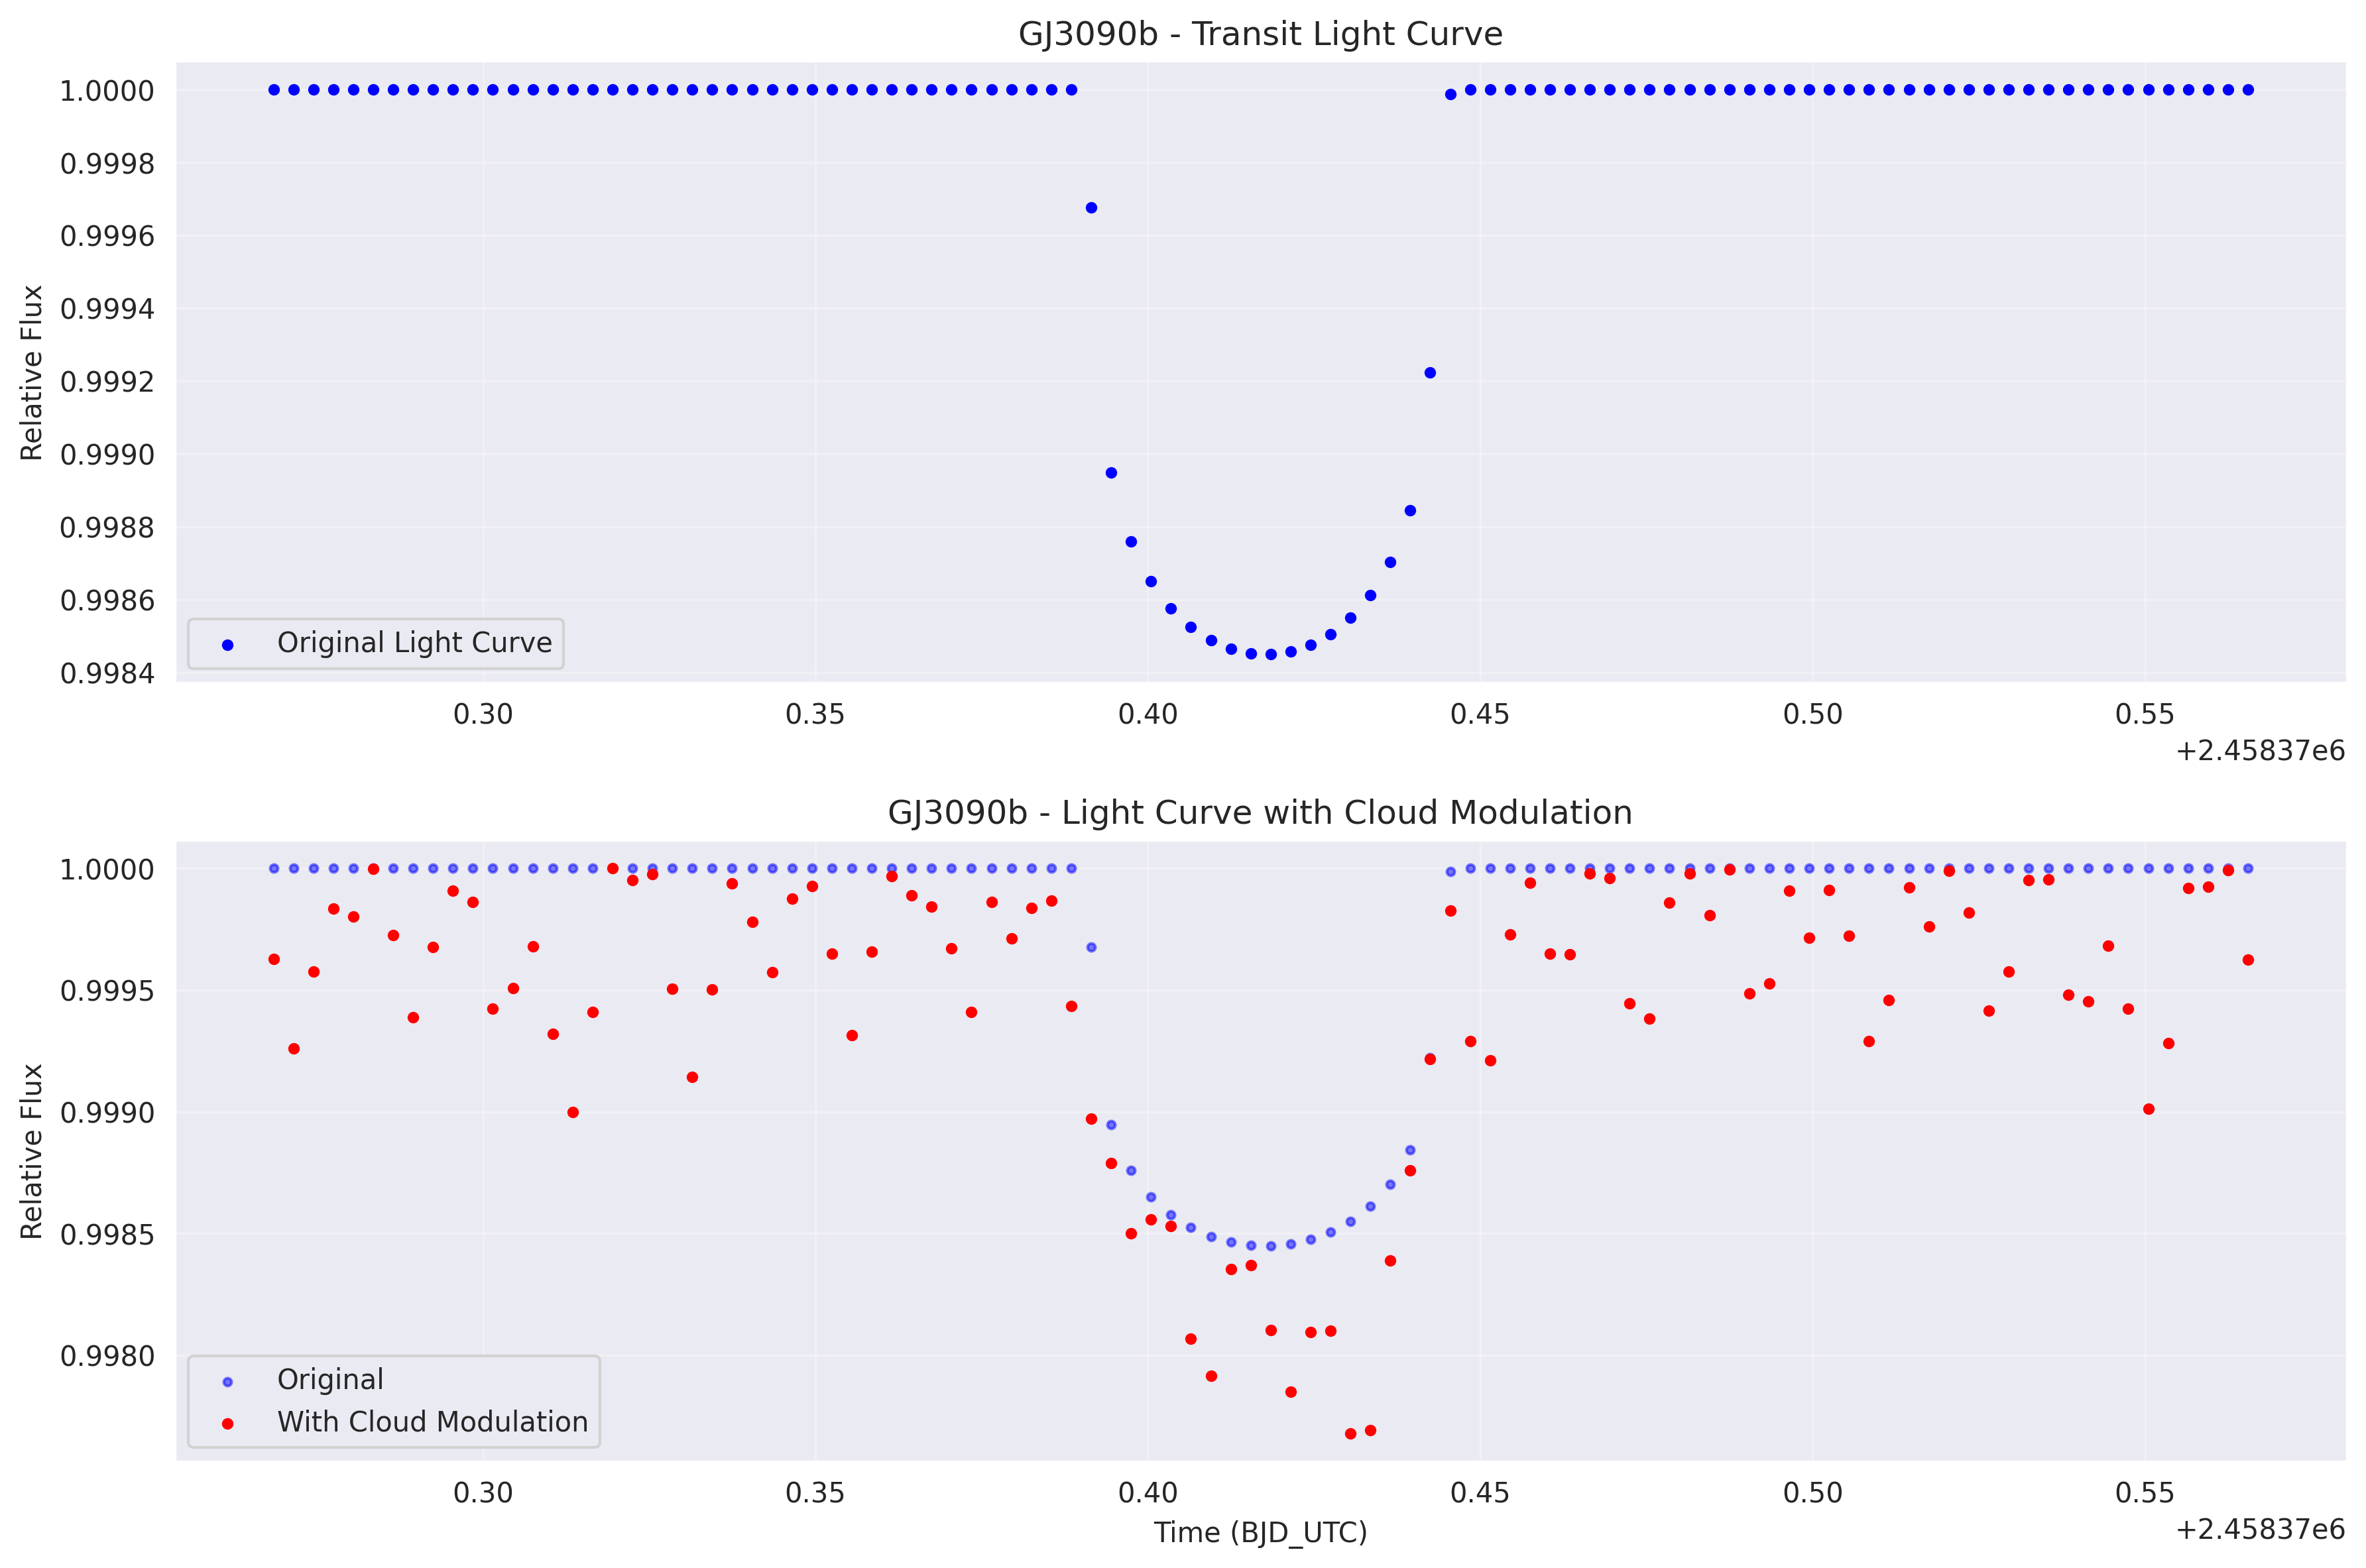 GJ3090b - Transit Light Curve
1.0000
0.9998
0.9996
0.9994
0.9992
0.9990
0.9988
0.9986
0.9984
Relative Flux
Original Light Curve
0.30 0.35 0.40 0.45 0.50 0.55
+2.45837e6
GJ3090b - Light Curve with Cloud Modulation
1.0000
0.9995
0.9990
0.9985
0.9980
Relative Flux
Original
With Cloud Modulation
0.30 0.35 0.40 0.45 0.50 0.55
Time (BJD_UTC)
+2.45837e6